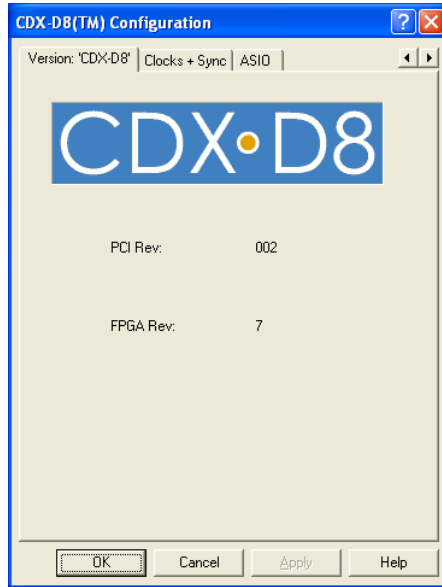 CDX-D8(TM) Configuration
Version: 'CDX-D8' Clocks + Sync ASIO
CDX•D8
PCI Rev: 002
FPGA Rev: 7
OK Cancel Apply Help